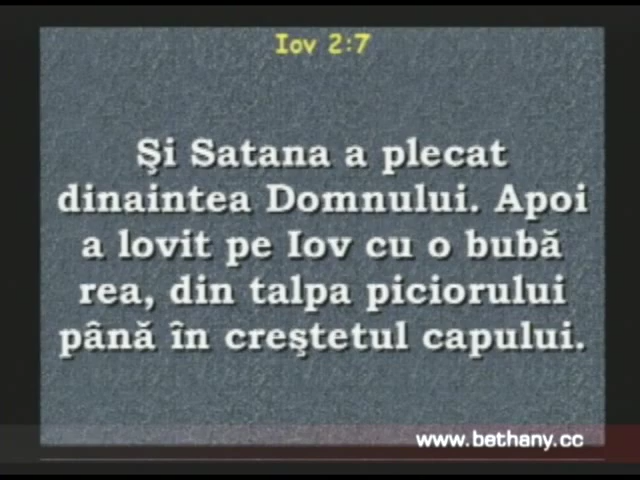 Iov 2:7
Şi Satana a plecat
dinaintea Domnului. Apoi
a lovit pe Iov cu o bubă
rea, din talpa piciorului
până în creştetul capului.
www.bethany.cc